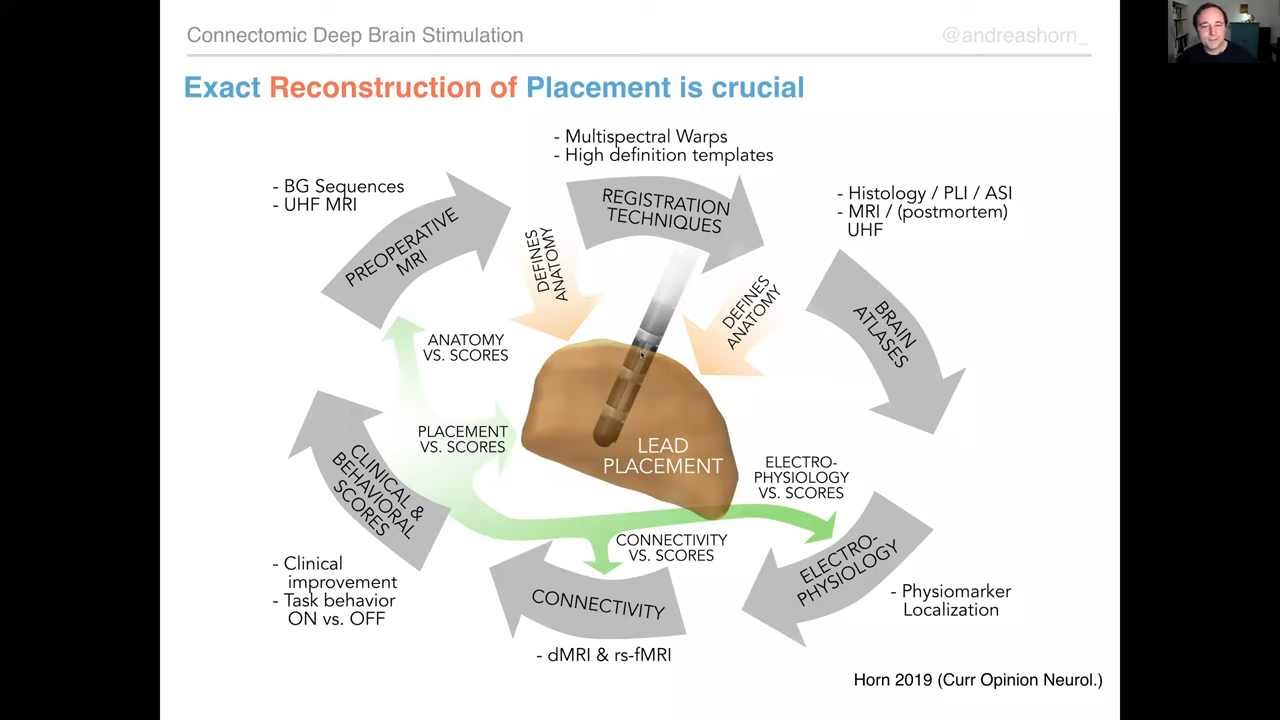 Connectomic Deep Brain Stimulation
@andreashorn_
Exact Reconstruction of Placement is crucial
- Multispectral Warps
- High definition templates
- BG Sequences
- UHF MRI
REGISTRATION
TECHNIQUES
- Histology / PLI / ASI
- MRI / (postmortem)
UHF
PREOPERATIVE
MRI
DEFINES
ANATOMY
DEFINES
ANATOMY
BRAIN
ATLASES
ANATOMY
VS. SCORES
PLACEMENT
VS. SCORES
LEAD
PLACEMENT
ELECTRO-
PHYSIOLOGY
VS. SCORES
CLINICAL &
BEHAVIORAL
SCORES
CONNECTIVITY
VS. SCORES
ELECTRO-
PHYSIOLOGY
- Clinical
improvement
- Task behavior
ON vs. OFF
CONNECTIVITY
- Physiomarker
Localization
- dMRI & rs-fMRI
Horn 2019 (Curr Opinion Neurol.)